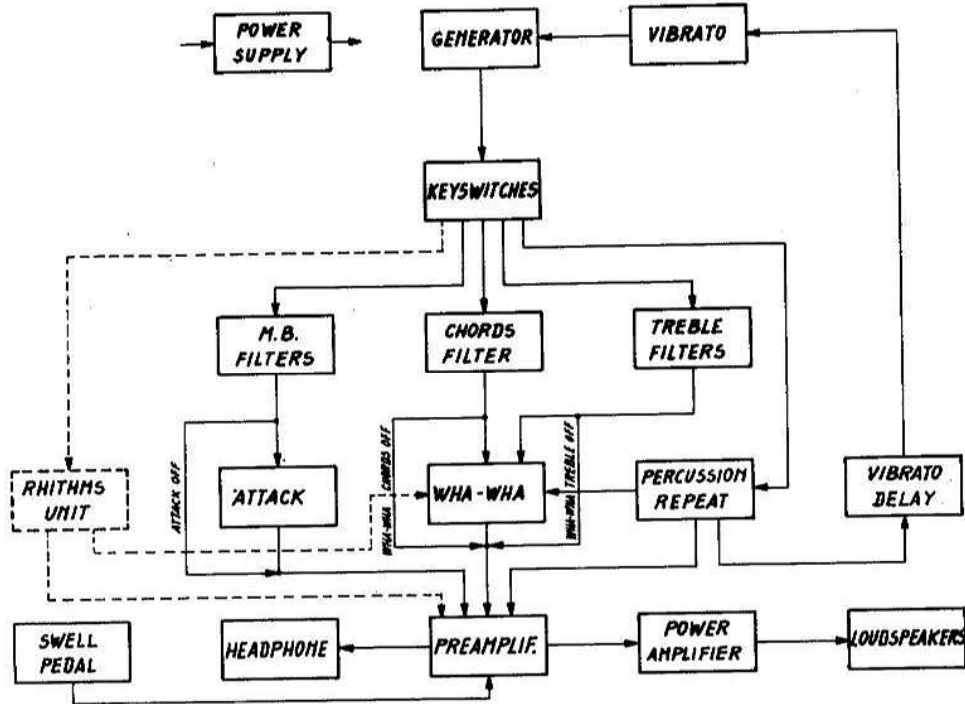 POWER
SUPPLY
GENERATOR
VIBRATO
KEYSWITCHES
M.B.
FILTERS
CHORDS
FILTER
TREBLE
FILTERS
RHITHMS
UNIT
ATTACK OFF
ATTACK
WHA-WHA CHORDS OFF
WHA-WHA
WHA-WHA TREBLE OFF
PERCUSSION
REPEAT
VIBRATO
DELAY
SWELL
PEDAL
HEADPHONE
PREAMPLIF.
POWER
AMPLIFIER
LOUDSPEAKERS